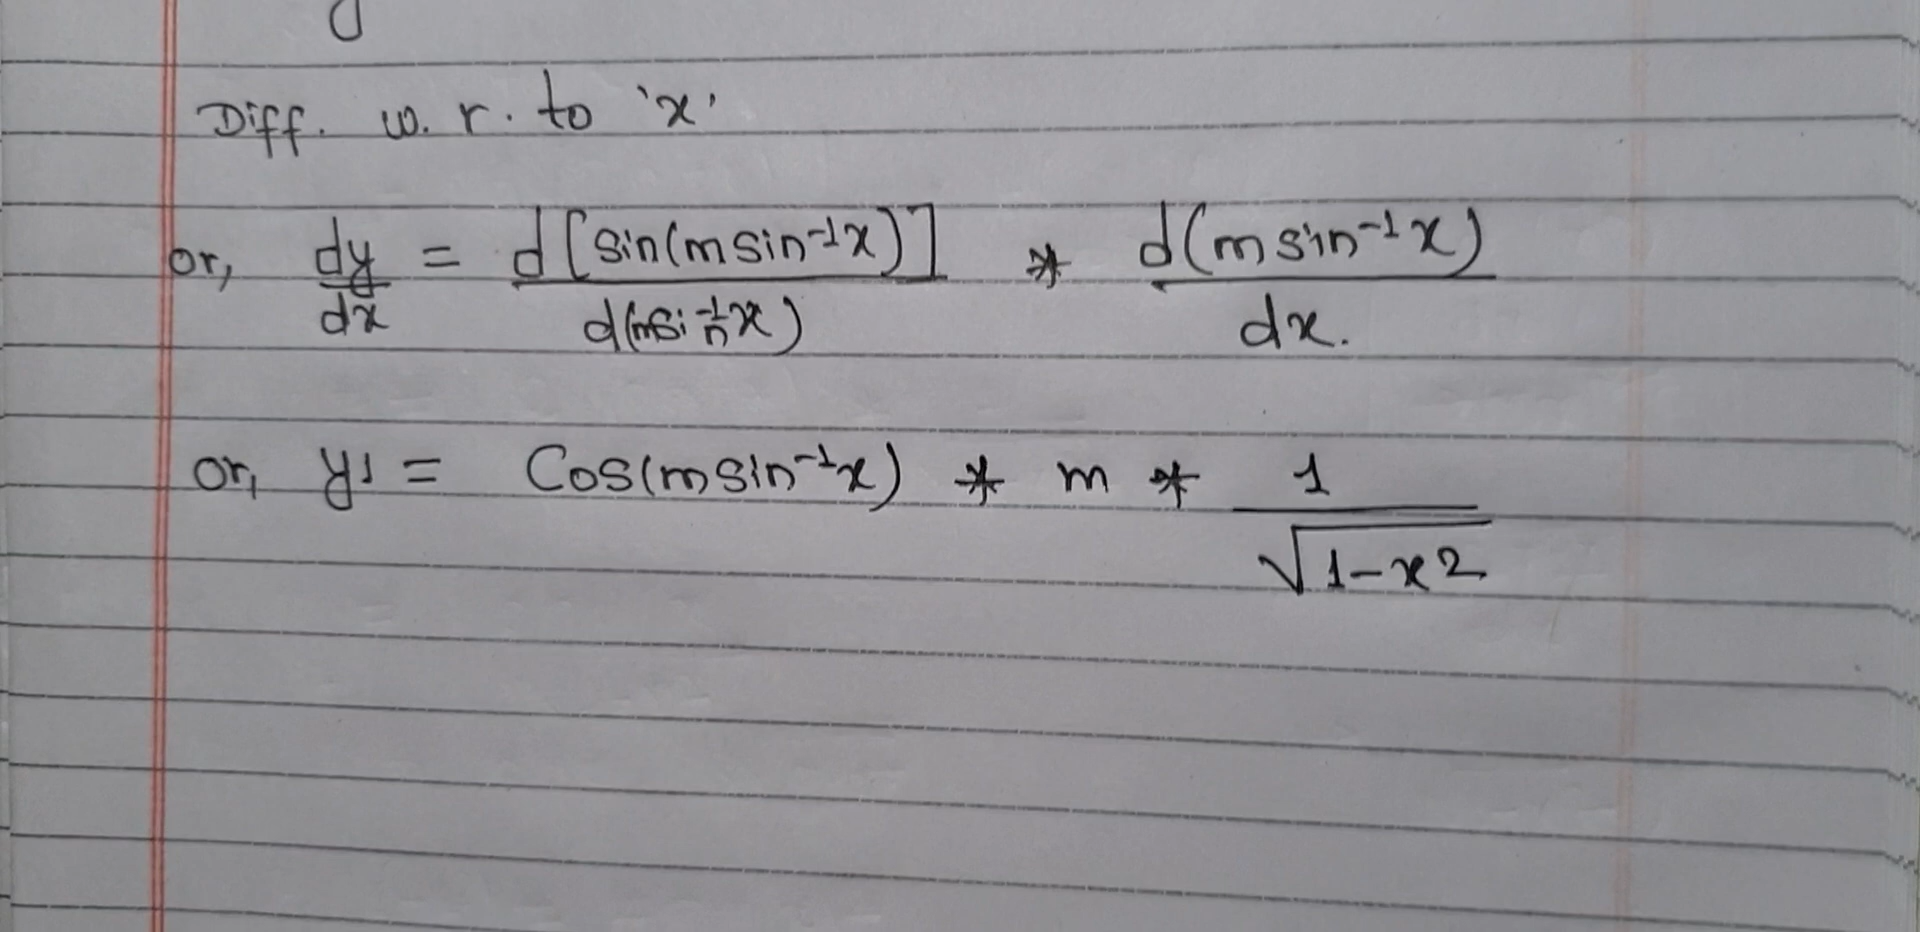 Diff. w. r. to 'x'
or, dy/dx = d[sin(m sin⁻¹x)]/d(m sin⁻¹x) * d(m sin⁻¹x)/dx.
or, y1 = Cos(m sin⁻¹x) * m * 1/√(1-x2)